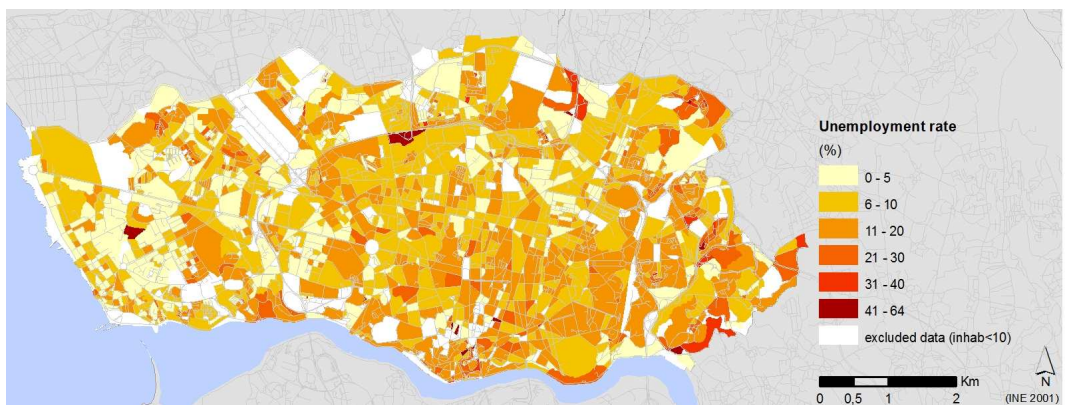 Unemployment rate
(%)
0 - 5
6 - 10
11 - 20
21 - 30
31 - 40
41 - 64
excluded data (inhab<10)
Km
0 0,5 1 2
N
(INE 2001)